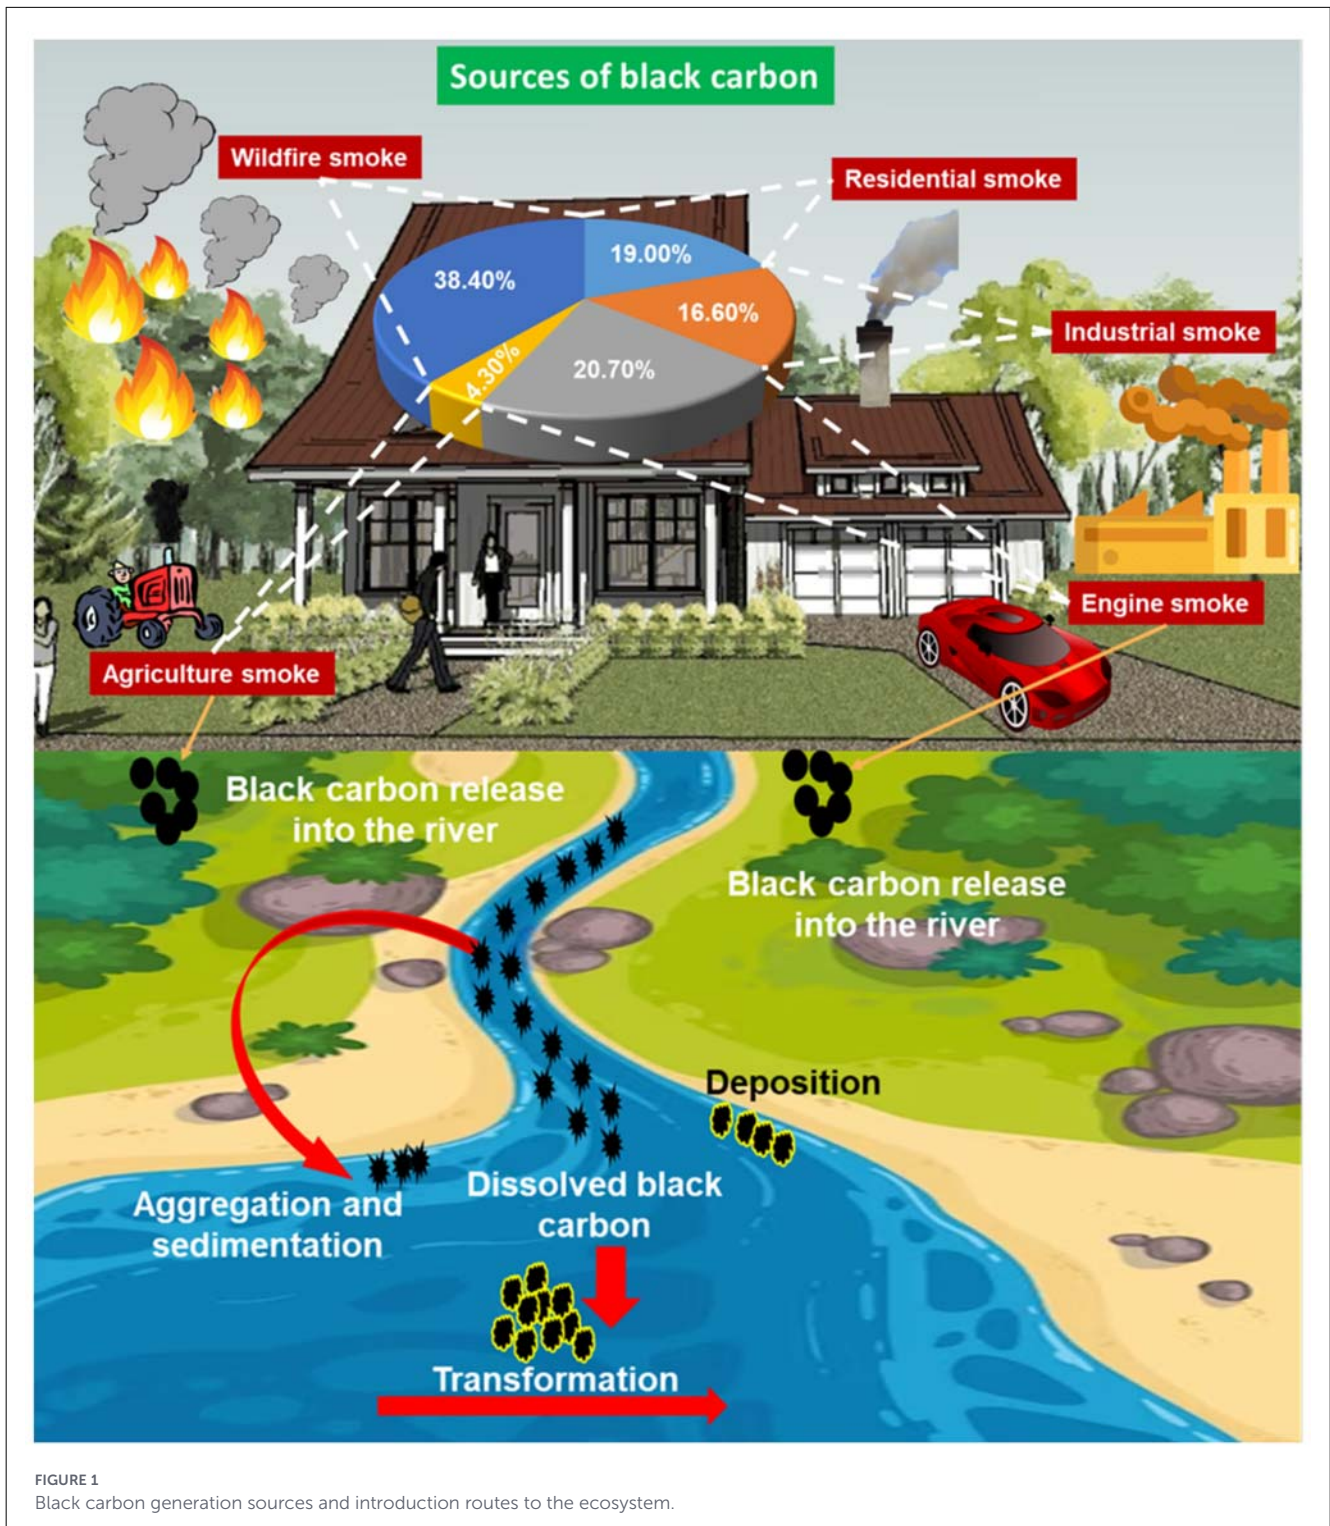 Sources of black carbon
Wildfire smoke
Residential smoke
38.40%
19.00%
16.60%
Industrial smoke
4.30%
20.70%
Engine smoke
Agriculture smoke
Black carbon release
into the river
Black carbon release
into the river
Deposition
Aggregation and
sedimentation
Dissolved black
carbon
Transformation
FIGURE 1
Black carbon generation sources and introduction routes to the ecosystem.